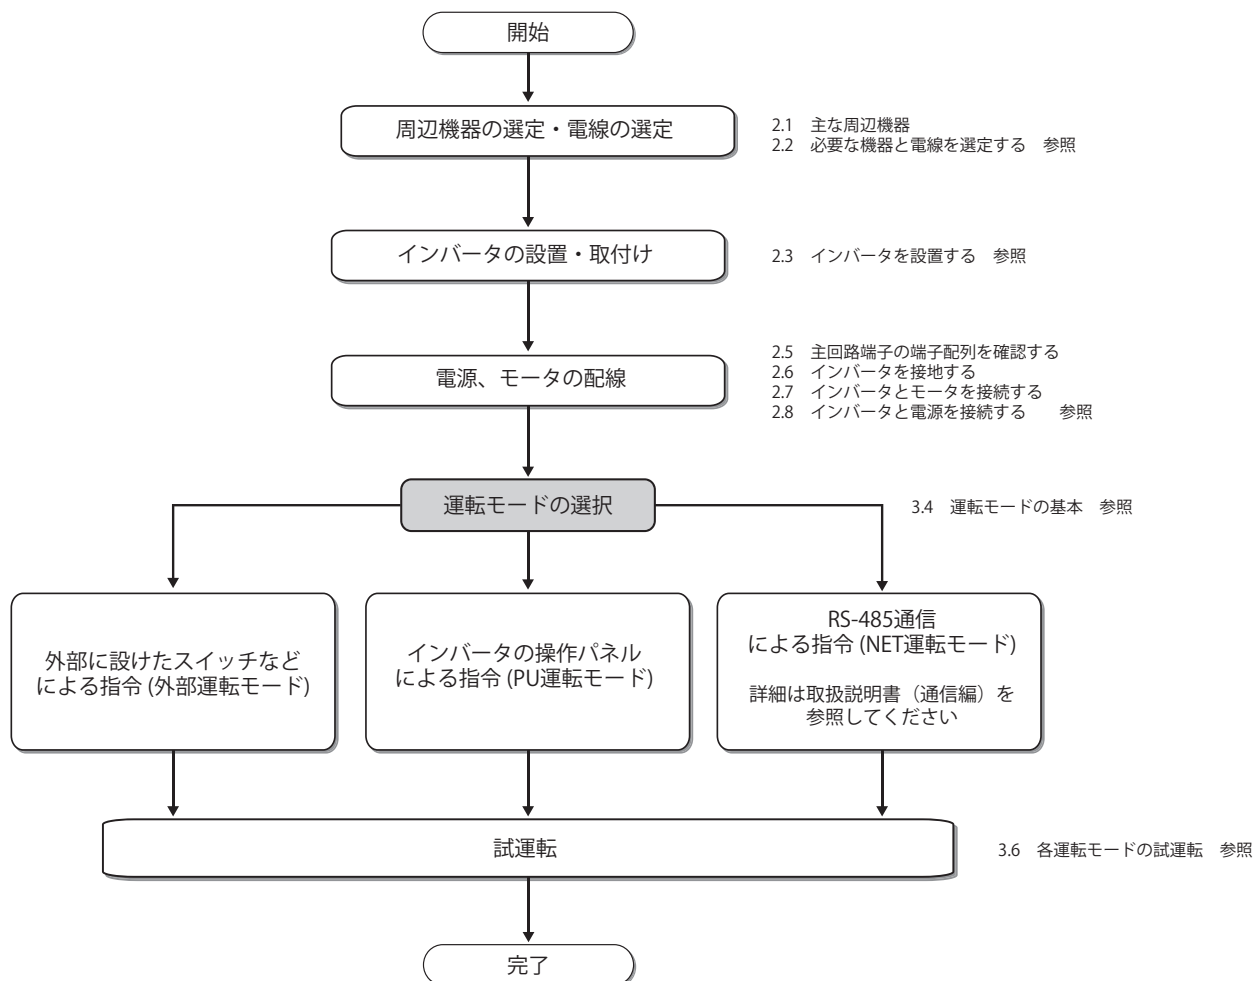 開始
周辺機器の選定・電線の選定
2.1 主な周辺機器
2.2 必要な機器と電線を選定する 参照
インバータの設置・取付け
2.3 インバータを設置する 参照
電源、モータの配線
2.5 主回路端子の端子配列を確認する
2.6 インバータを接地する
2.7 インバータとモータを接続する
2.8 インバータと電源を接続する 参照
運転モードの選択
3.4 運転モードの基本 参照
外部に設けたスイッチなど
による指令 (外部運転モード)
インバータの操作パネル
による指令 (PU運転モード)
RS-485通信
による指令 (NET運転モード)
詳細は取扱説明書（通信編）を
参照してください
試運転
3.6 各運転モードの試運転 参照
完了